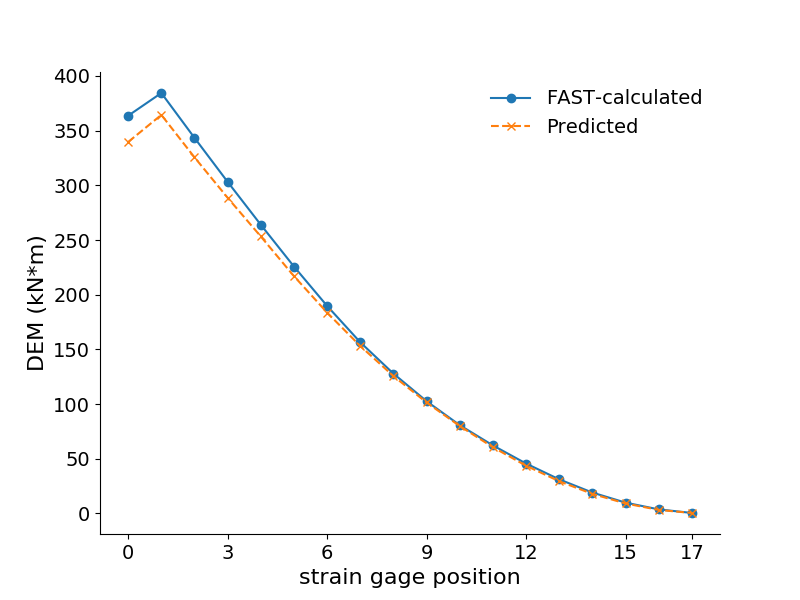 400
350
300
250
200
150
100
50
0
DEM (kN*m)
FAST-calculated
Predicted
0 3 6 9 12 15 17
strain gage position